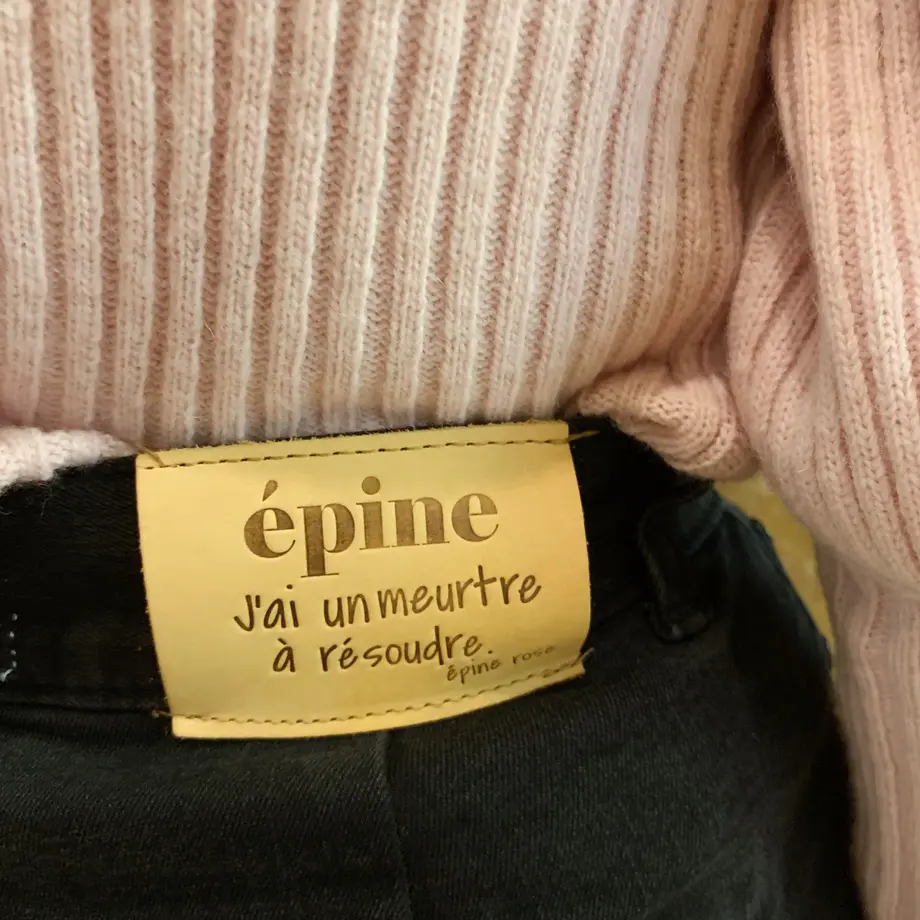 épine
J'ai un meurtre
à résoudre.
épine rose